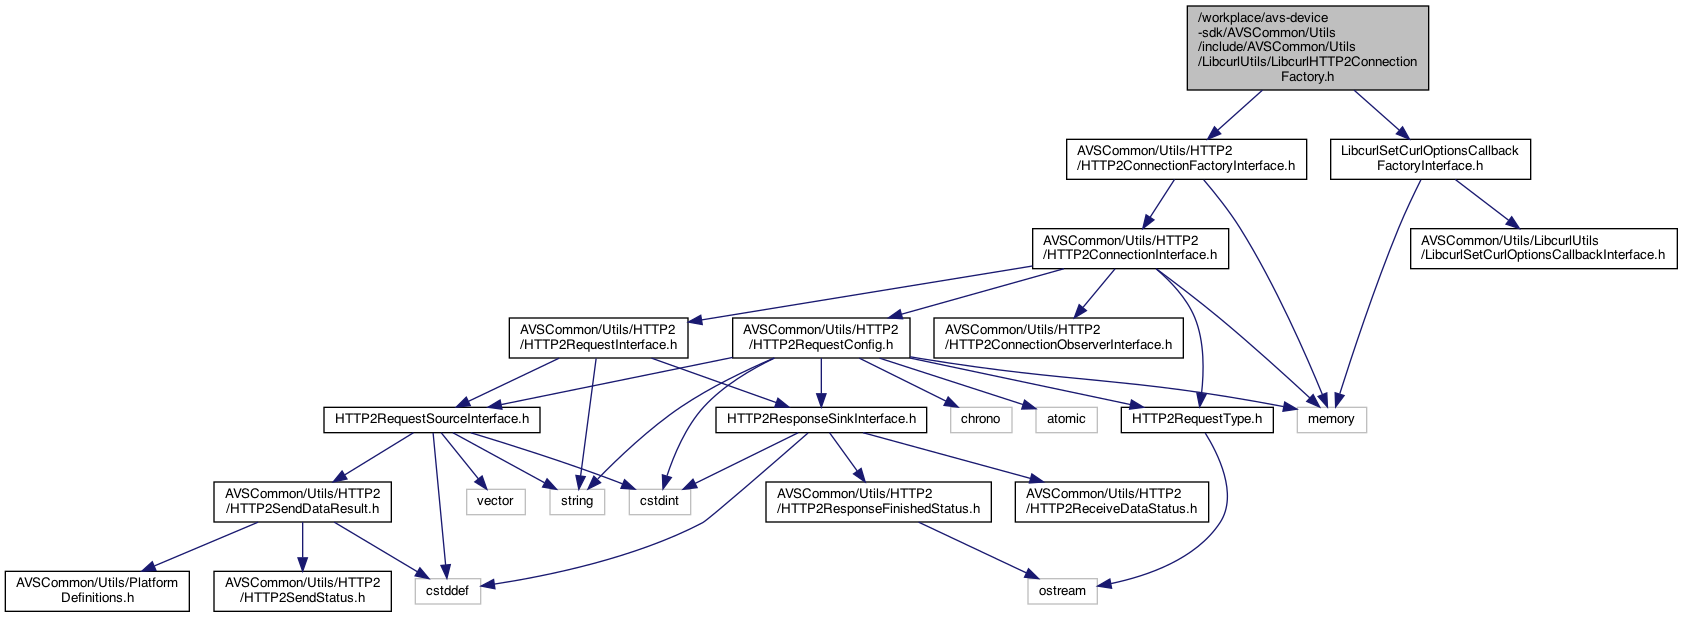 /workplace/avs-device
-sdk/AVSCommon/Utils
/include/AVSCommon/Utils
/LibcurlUtils/LibcurlHTTP2Connection
Factory.h
AVSCommon/Utils/HTTP2
/HTTP2ConnectionFactoryInterface.h
LibcurlSetCurlOptionsCallback
FactoryInterface.h
AVSCommon/Utils/HTTP2
/HTTP2ConnectionInterface.h
AVSCommon/Utils/LibcurlUtils
/LibcurlSetCurlOptionsCallbackInterface.h
AVSCommon/Utils/HTTP2
/HTTP2RequestInterface.h
AVSCommon/Utils/HTTP2
/HTTP2RequestConfig.h
AVSCommon/Utils/HTTP2
/HTTP2ConnectionObserverInterface.h
HTTP2RequestSourceInterface.h
HTTP2ResponseSinkInterface.h
chrono
atomic
HTTP2RequestType.h
memory
AVSCommon/Utils/HTTP2
/HTTP2SendDataResult.h
vector
string
cstdint
AVSCommon/Utils/HTTP2
/HTTP2ResponseFinishedStatus.h
AVSCommon/Utils/HTTP2
/HTTP2ReceiveDataStatus.h
AVSCommon/Utils/Platform
Definitions.h
AVSCommon/Utils/HTTP2
/HTTP2SendStatus.h
cstddef
ostream